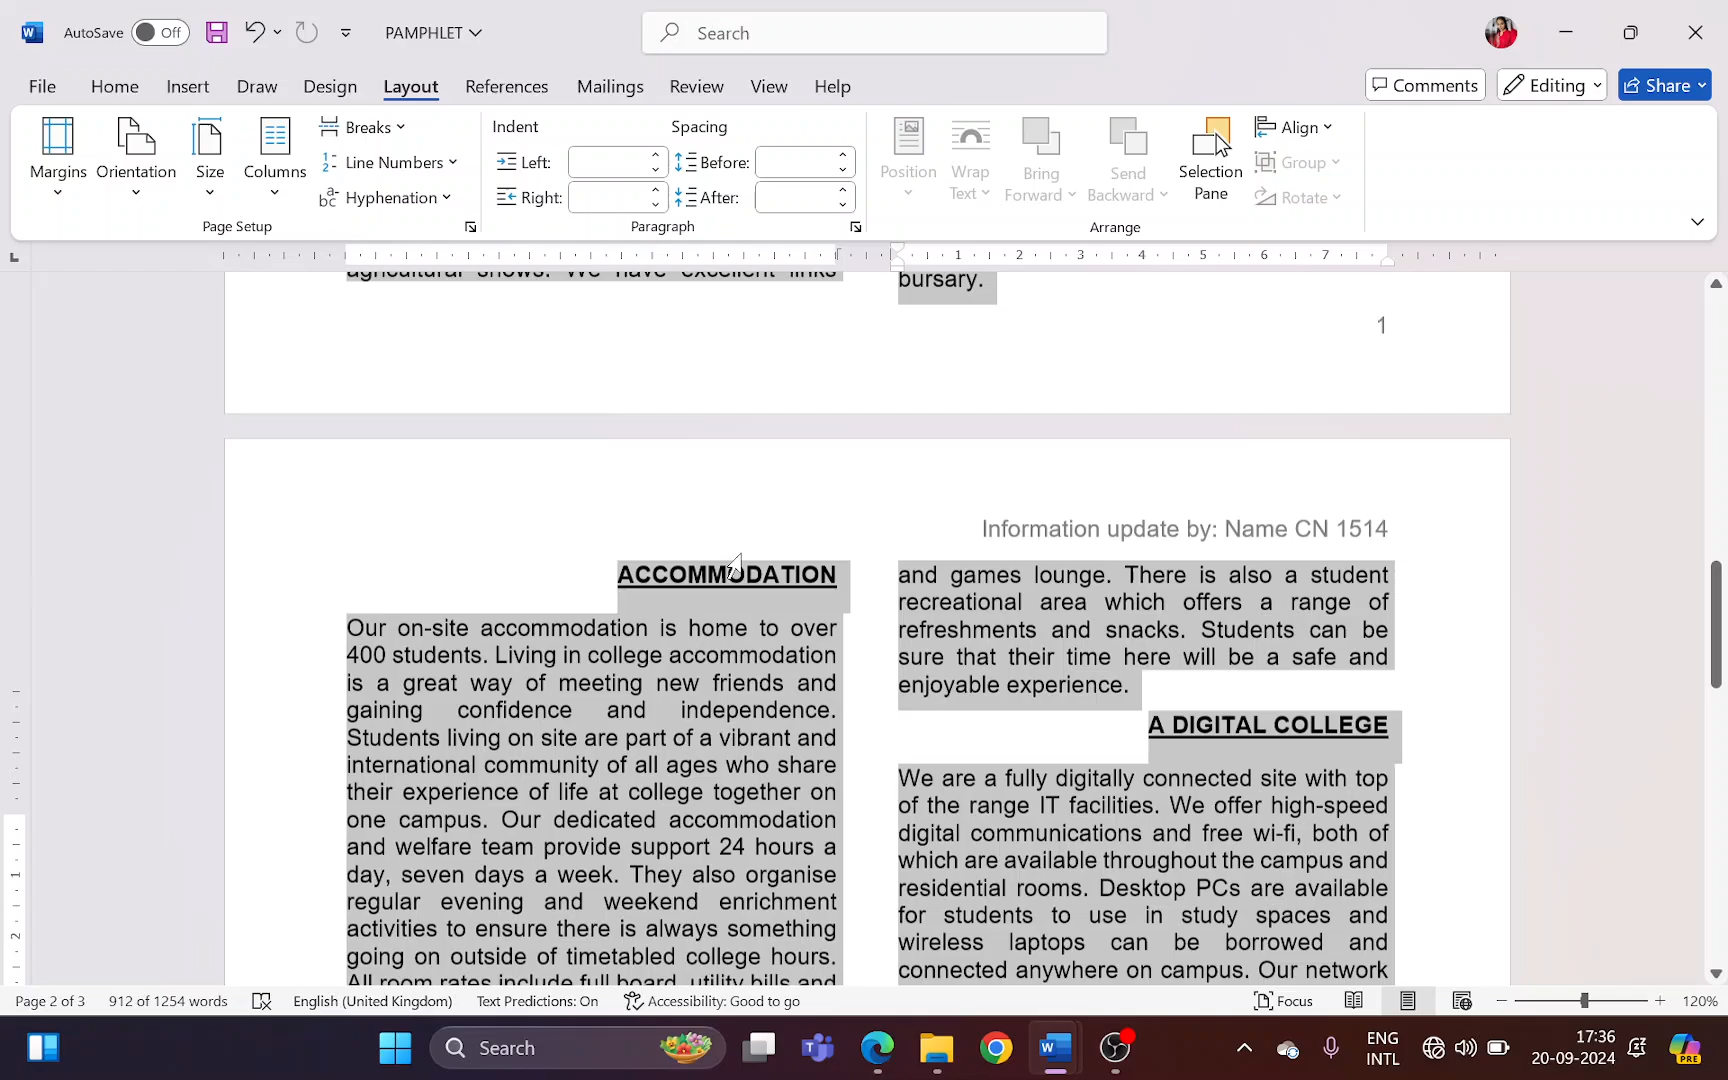 AutoSave Off PAMPHLET Search
File Home Insert Draw Design Layout References Mailings Review View Help Comments Editing Share
Margins Orientation Size Columns
Breaks
Line Numbers
Hyphenation
Page Setup
Indent Spacing
Left: Before:
Right: After:
Paragraph
Position
Wrap
Text
Bring
Forward
Send
Backward
Selection
Pane
Align
Group
Rotate
Arrange
1 2 3 4 5 6 7
agricultural shows. We have excellent links
bursary.
1
Information update by: Name CN 1514
ACCOMMODATION
Our on-site accommodation is home to over
400 students. Living in college accommodation
is a great way of meeting new friends and
gaining confidence and independence.
Students living on site are part of a vibrant and
international community of all ages who share
their experience of life at college together on
one campus. Our dedicated accommodation
and welfare team provide support 24 hours a
day, seven days a week. They also organise
regular evening and weekend enrichment
activities to ensure there is always something
going on outside of timetabled college hours.
All room rates include full board, utility bills and
and games lounge. There is also a student
recreational area which offers a range of
refreshments and snacks. Students can be
sure that their time here will be a safe and
enjoyable experience.
A DIGITAL COLLEGE
We are a fully digitally connected site with top
of the range IT facilities. We offer high-speed
digital communications and free wi-fi, both of
which are available throughout the campus and
residential rooms. Desktop PCs are available
for students to use in study spaces and
wireless laptops can be borrowed and
connected anywhere on campus. Our network
1
2
Page 2 of 3 912 of 1254 words English (United Kingdom) Text Predictions: On Accessibility: Good to go Focus 120%
Search
ENG
INTL
17:36
20-09-2024
PRE